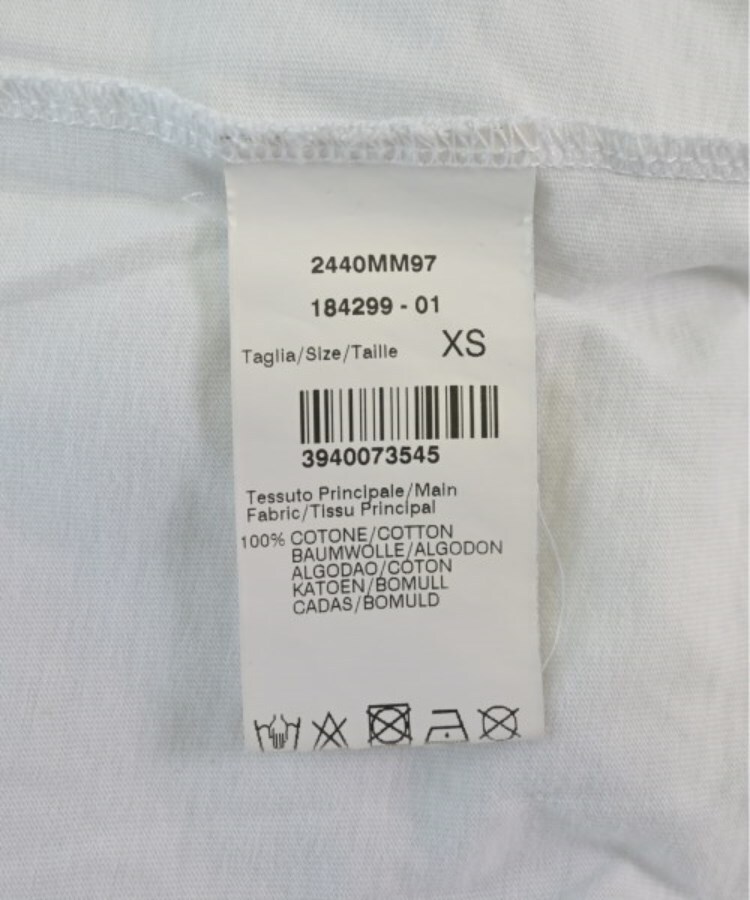 2440MM97
184299 - 01
Taglia/Size/Taille XS
3940073545
Tessuto Principale/Main
Fabric/Tissu Principal
100% COTONE/COTTON
BAUMWOLLE/ALGODON
ALGODAO/COTON
KATOEN/BOMULL
CADAS/BOMULD